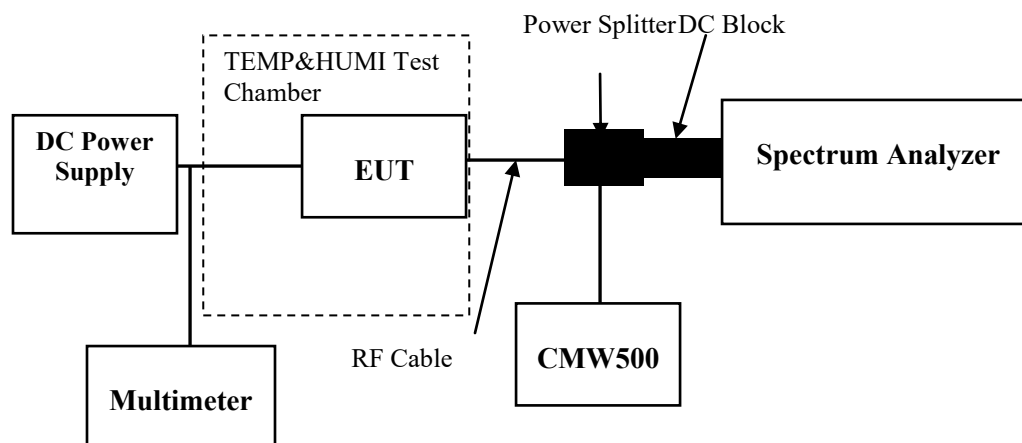 Power Splitter DC Block
TEMP&HUMI Test
Chamber
DC Power
Supply
EUT
Spectrum Analyzer
RF Cable
CMW500
Multimeter